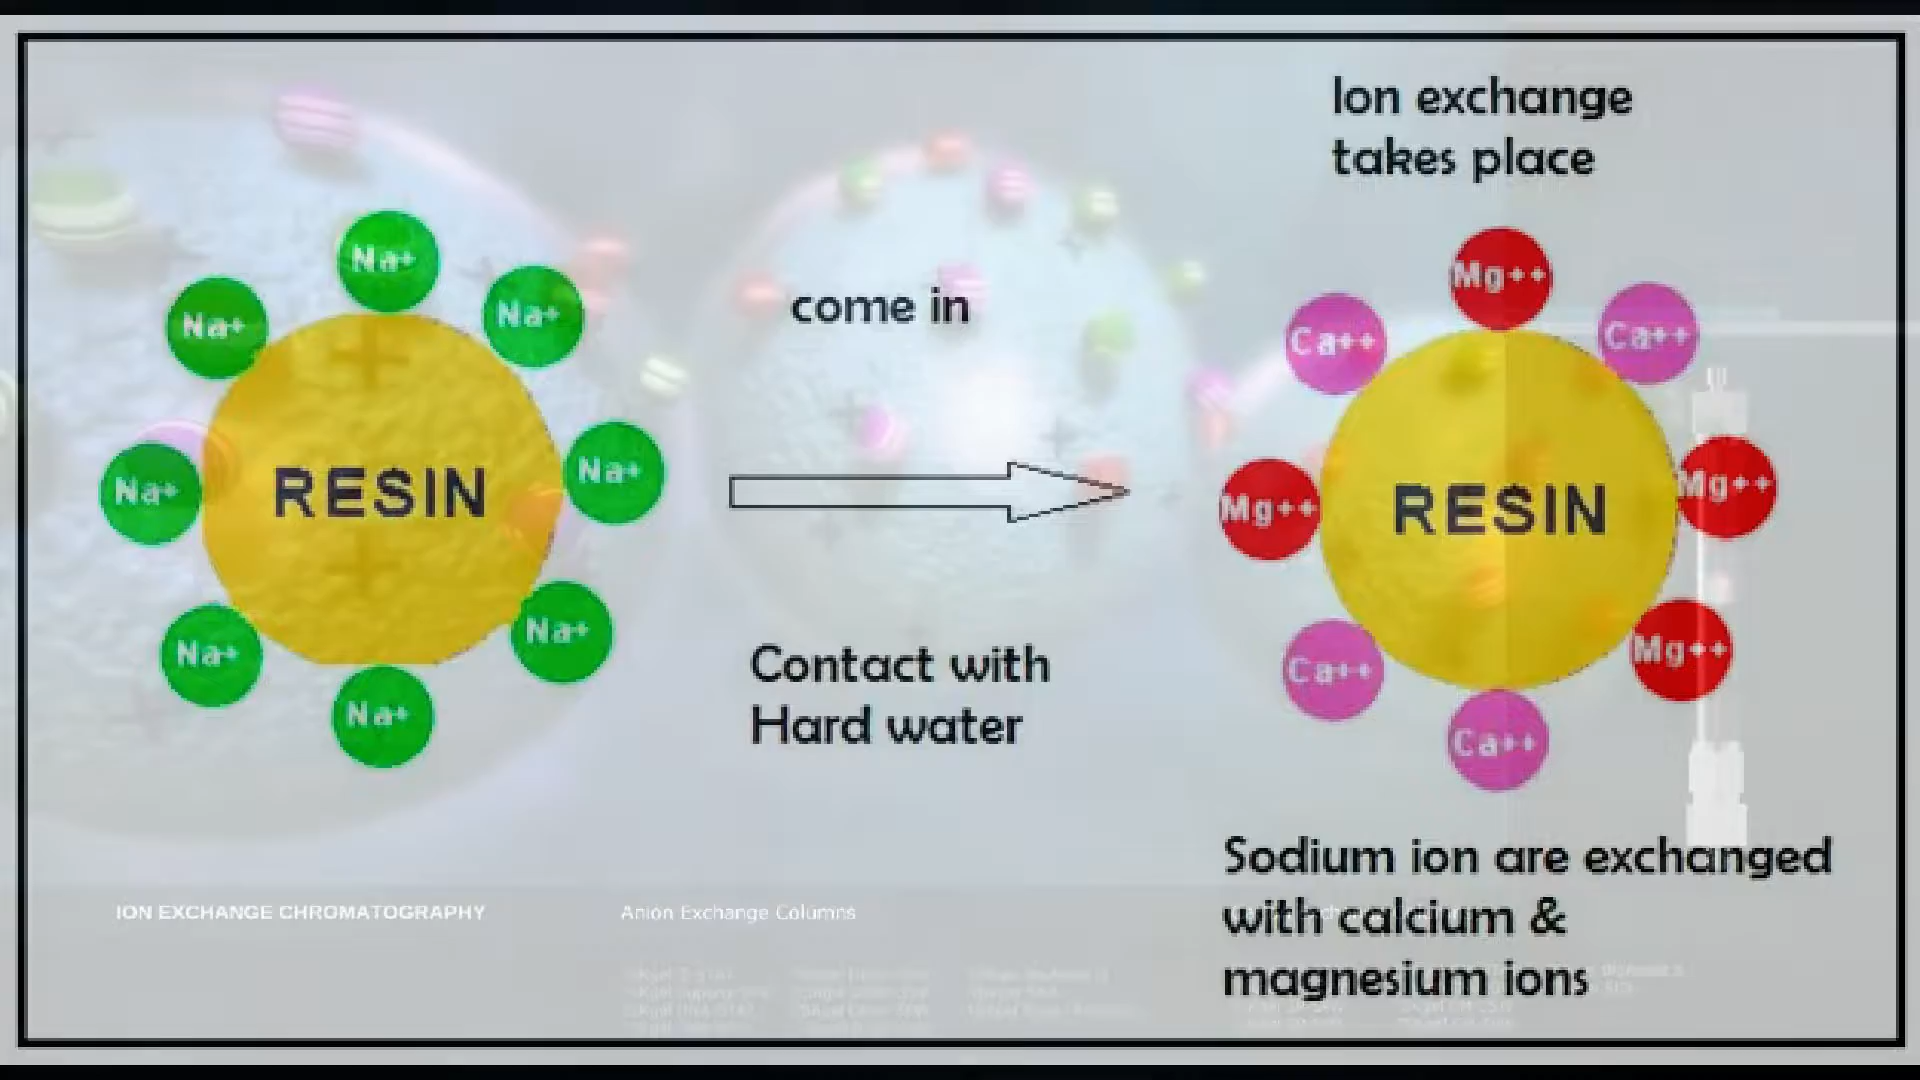 Ion exchange
takes place
Na+
Na+
Na+
Na+
Na+
Na+
Na+
Na+
RESIN
come in
Contact with
Hard water
Mg++
Ca++
Ca++
Mg++
Mg++
RESIN
Mg++
Ca++
Ca++
Sodium ion are exchanged
with calcium &
magnesium ions
ION EXCHANGE CHROMATOGRAPHY
Anion Exchange Columns